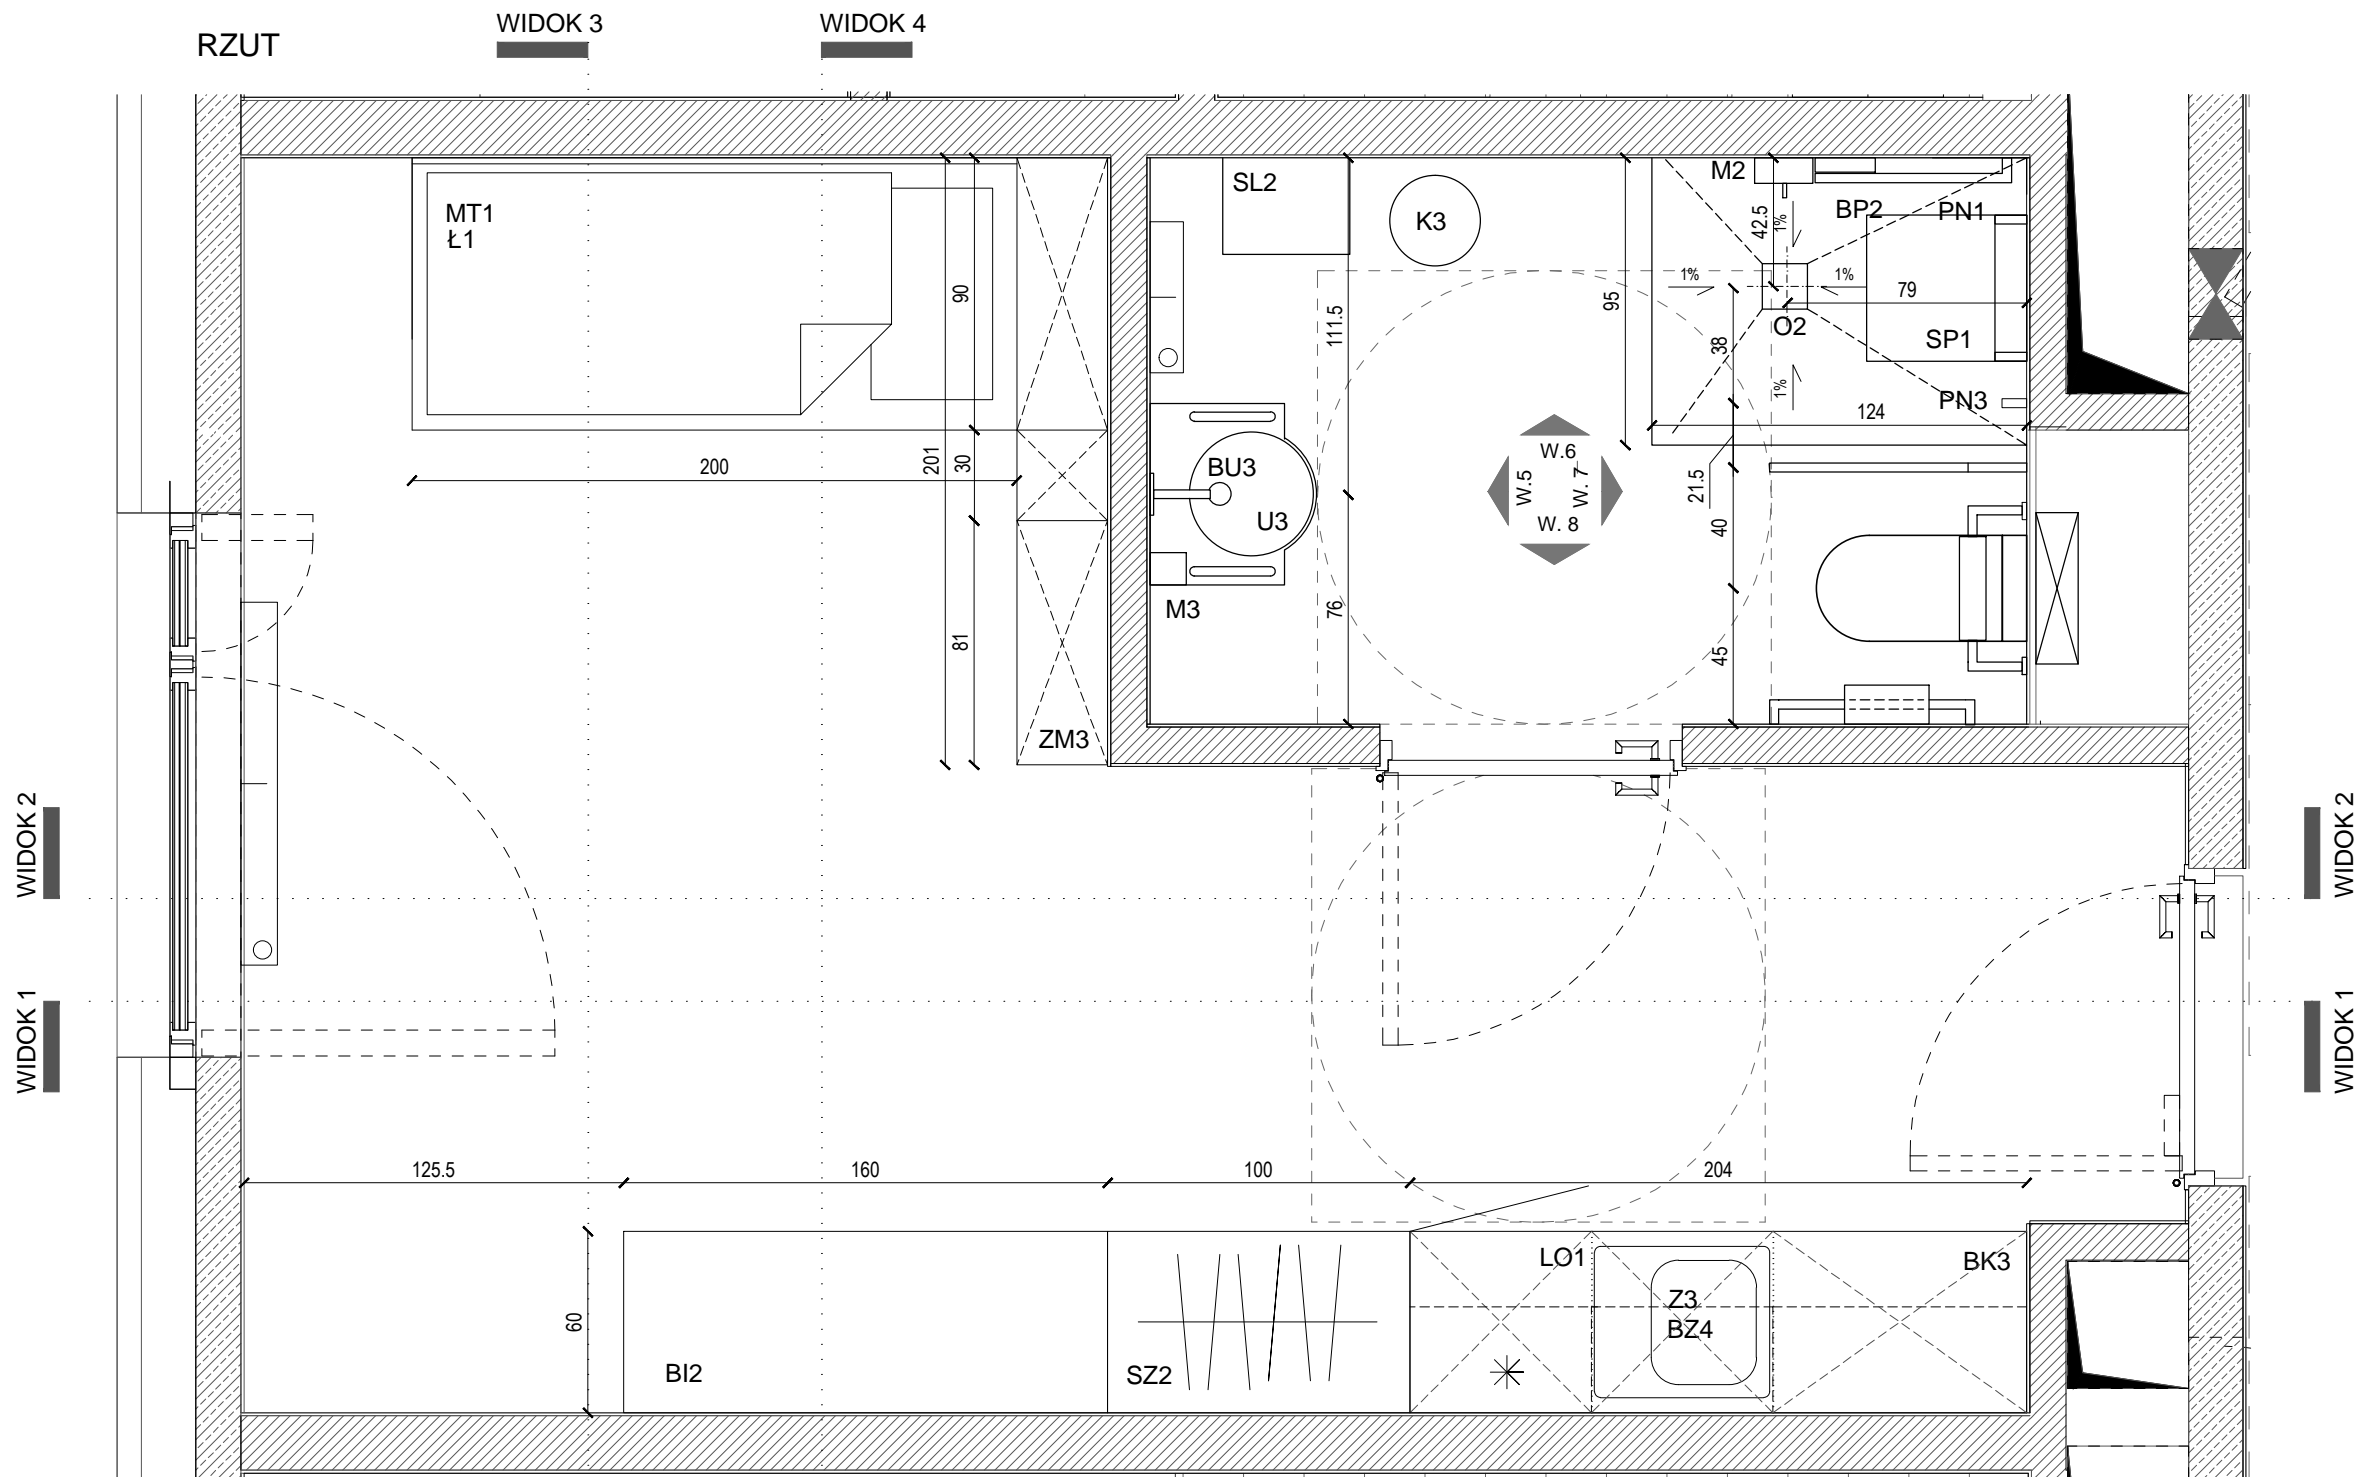 RZUT
WIDOK 3
WIDOK 4
MT1
Ł1
SL2
K3
M2
BP2
PN1
42.5
1%
1%
1%
1%
79
O2
SP1
PN3
124
90
111.5
95
38
201
30
200
BU3
U3
W.6
W.5
W. 7
W. 8
21.5
40
M3
76
81
45
ZM3
WIDOK 2
WIDOK 2
WIDOK 1
WIDOK 1
125.5
160
100
204
60
BI2
SZ2
LO1
Z3
BZ4
BK3